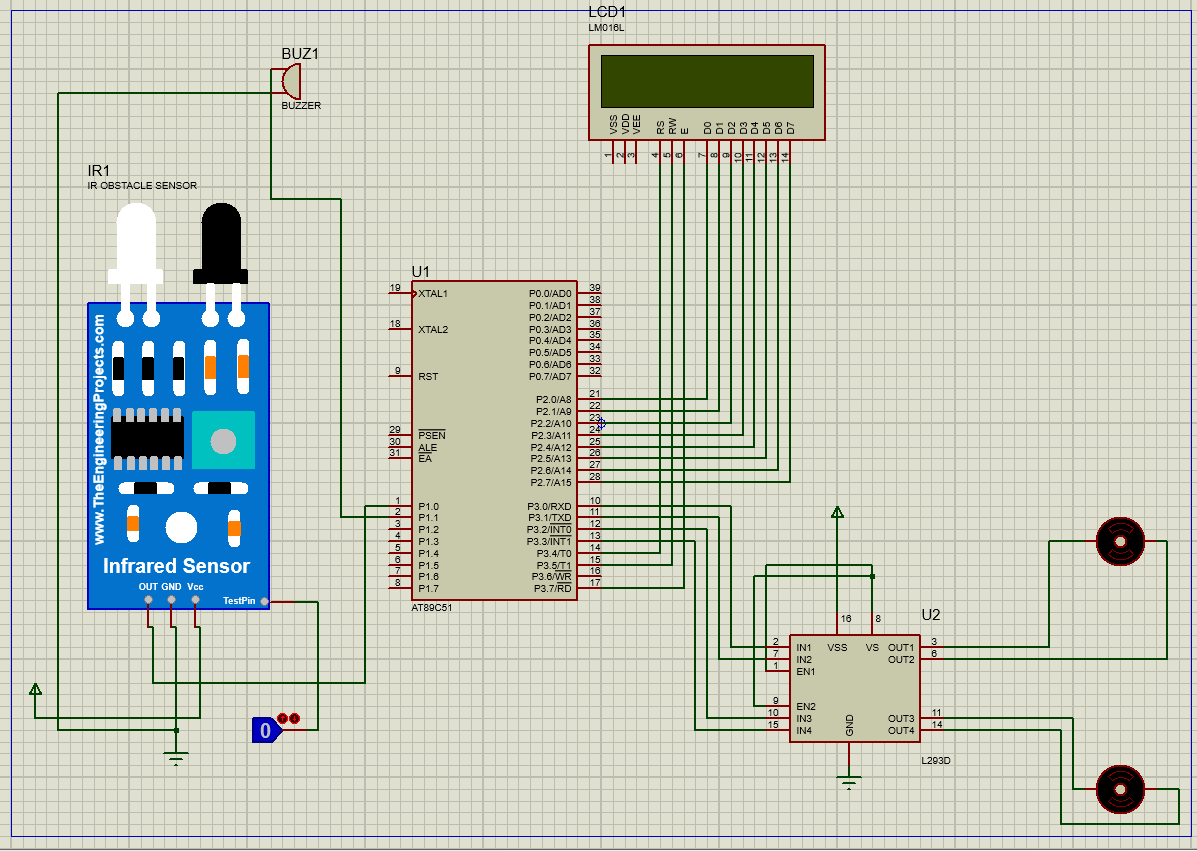 LCD1
LM016L
VSS
VDD
VEE
RS
RW
E
D0
D1
D2
D3
D4
D5
D6
D7
1
2
3
4
5
6
7
8
9
10
11
12
13
14
BUZ1
BUZZER
IR1
IR OBSTACLE SENSOR
www.TheEngineeringProjects.com
Infrared Sensor
OUT GND Vcc
TestPin
0
U1
19 XTAL1
18 XTAL2
9 RST
29 PSEN
30 ALE
31 EA
1 P1.0
2 P1.1
3 P1.2
4 P1.3
5 P1.4
6 P1.5
7 P1.6
8 P1.7
P0.0/AD0 39
P0.1/AD1 38
P0.2/AD2 37
P0.3/AD3 36
P0.4/AD4 35
P0.5/AD5 34
P0.6/AD6 33
P0.7/AD7 32
P2.0/A8 21
P2.1/A9 22
P2.2/A10 23
P2.3/A11 24
P2.4/A12 25
P2.5/A13 26
P2.6/A14 27
P2.7/A15 28
P3.0/RXD 10
P3.1/TXD 11
P3.2/INT0 12
P3.3/INT1 13
P3.4/T0 14
P3.5/T1 15
P3.6/WR 16
P3.7/RD 17
AT89C51
U2
16
8
2 IN1
7 IN2
1 EN1
9 EN2
10 IN3
15 IN4
VSS
VS
GND
OUT1 3
OUT2 6
OUT3 11
OUT4 14
L293D